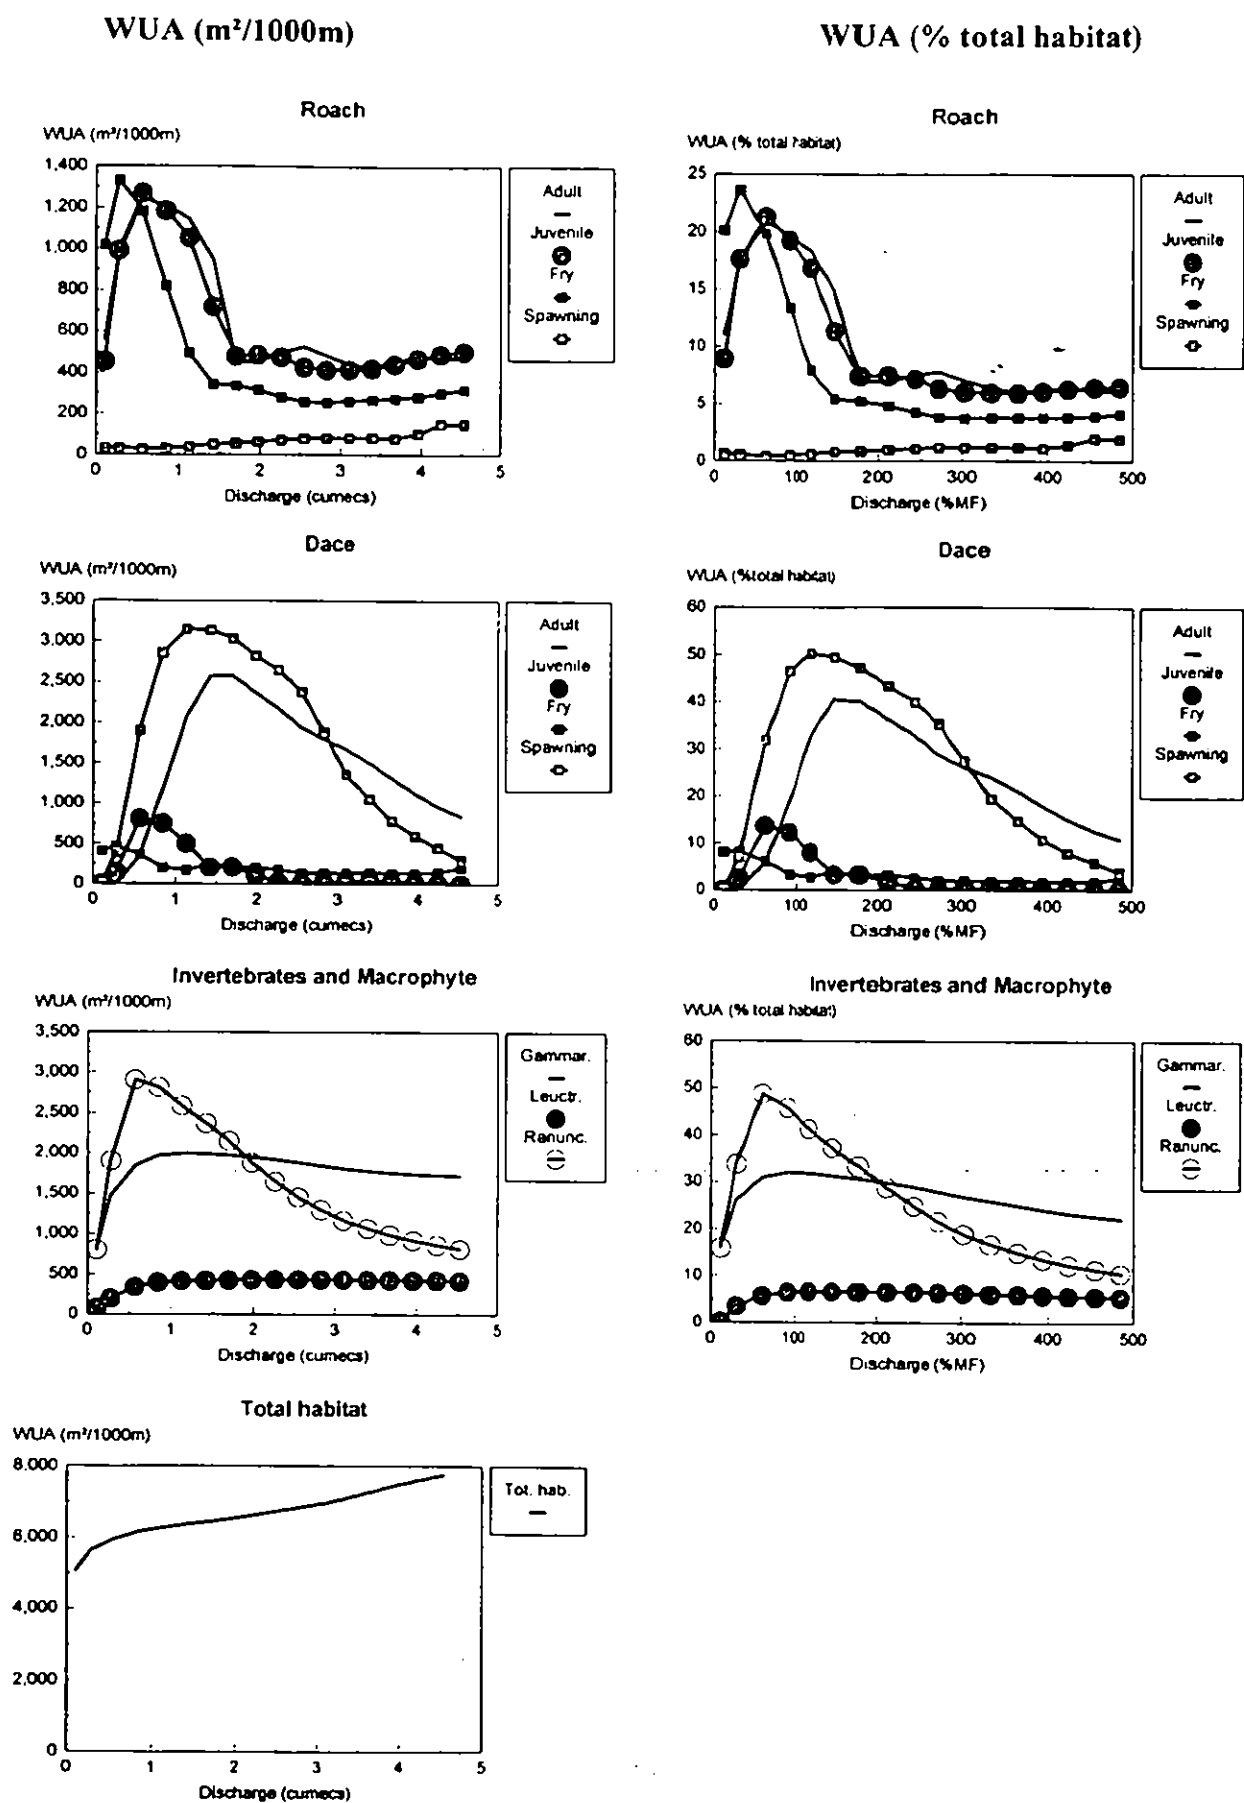 WUA (m²/1000m)
WUA (% total habitat)
Roach
WUA (m²/1000m)
1,400
1,200
1,000
800
600
400
200
0
0 1 2 3 4 5
Discharge (cumecs)
Adult
Juvenile
Fry
Spawning
Roach
WUA (% total habitat)
25
20
15
10
5
0
0 100 200 300 400 500
Discharge (%MF)
Adult
Juvenile
Fry
Spawning
Dace
WUA (m²/1000m)
3,500
3,000
2,500
2,000
1,500
1,000
500
0
0 1 2 3 4 5
Discharge (cumecs)
Adult
Juvenile
Fry
Spawning
Dace
WUA (%total habitat)
60
50
40
30
20
10
0
0 100 200 300 400 500
Discharge (%MF)
Adult
Juvenile
Fry
Spawning
Invertebrates and Macrophyte
WUA (m²/1000m)
3,500
3,000
2,500
2,000
1,500
1,000
500
0
0 1 2 3 4 5
Discharge (cumecs)
Gammar.
Leuctr.
Ranunc.
Invertebrates and Macrophyte
WUA (% total habitat)
60
50
40
30
20
10
0
0 100 200 300 400 500
Discharge (%MF)
Gammar.
Leuctr.
Ranunc.
Total habitat
WUA (m²/1000m)
8,000
6,000
4,000
2,000
0
0 1 2 3 4 5
Discharge (cumecs)
Tot. hab.